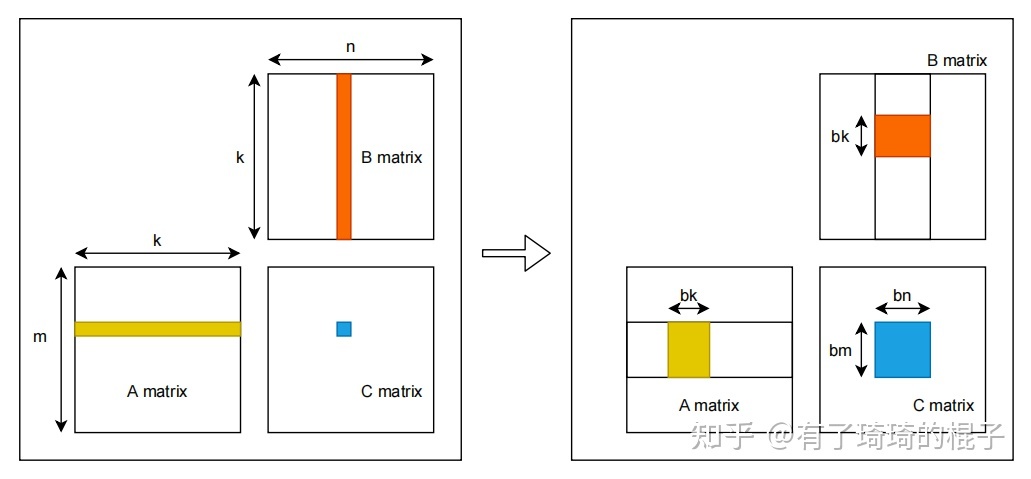 n
k
B matrix
k
m
A matrix
C matrix
B matrix
bk
bk
bn
bm
A matrix
C matrix
知乎 @有了琦琦的棍子